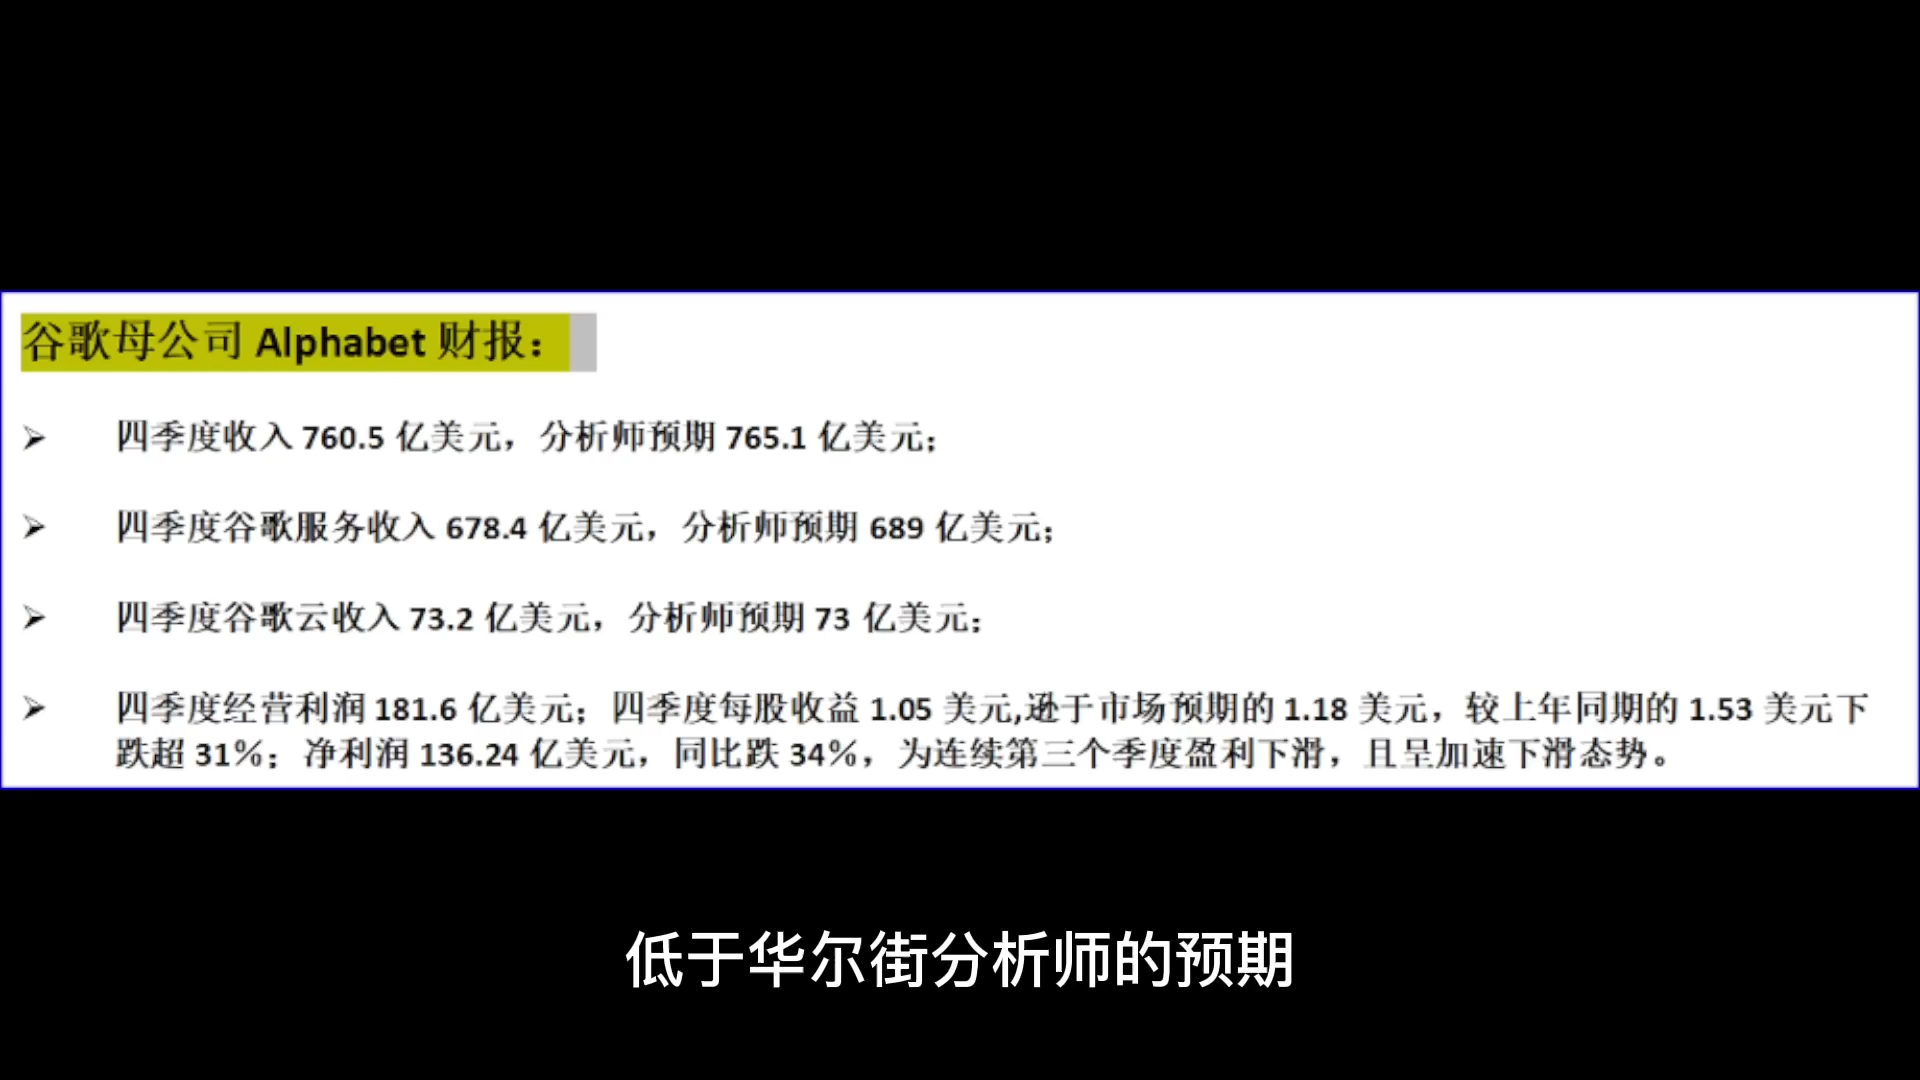 谷歌母公司 Alphabet 财报：
➢ 四季度收入 760.5 亿美元，分析师预期 765.1 亿美元；
➢ 四季度谷歌服务收入 678.4 亿美元，分析师预期 689 亿美元；
➢ 四季度谷歌云收入 73.2 亿美元，分析师预期 73 亿美元；
➢ 四季度经营利润 181.6 亿美元；四季度每股收益 1.05 美元,逊于市场预期的 1.18 美元，较上年同期的 1.53 美元下
跌超 31%；净利润 136.24 亿美元，同比跌 34%，为连续第三个季度盈利下滑，且呈加速下滑态势。
低于华尔街分析师的预期